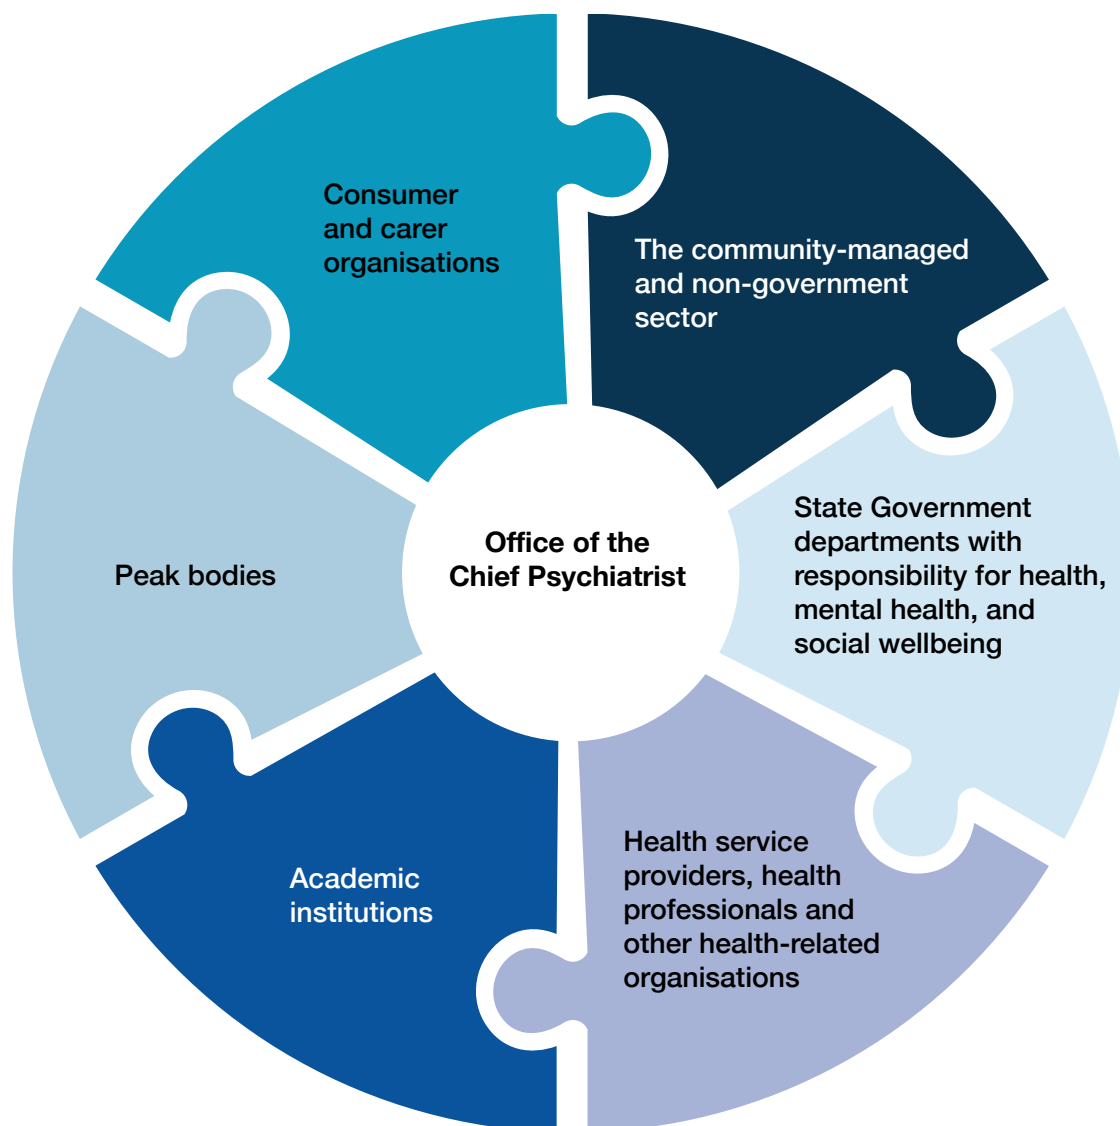 Consumer
and carer
organisations
The community-managed
and non-government
sector
State Government
departments with
responsibility for health,
mental health, and
social wellbeing
Health service
providers, health
professionals and
other health-related
organisations
Academic
institutions
Peak bodies
Office of the
Chief Psychiatrist